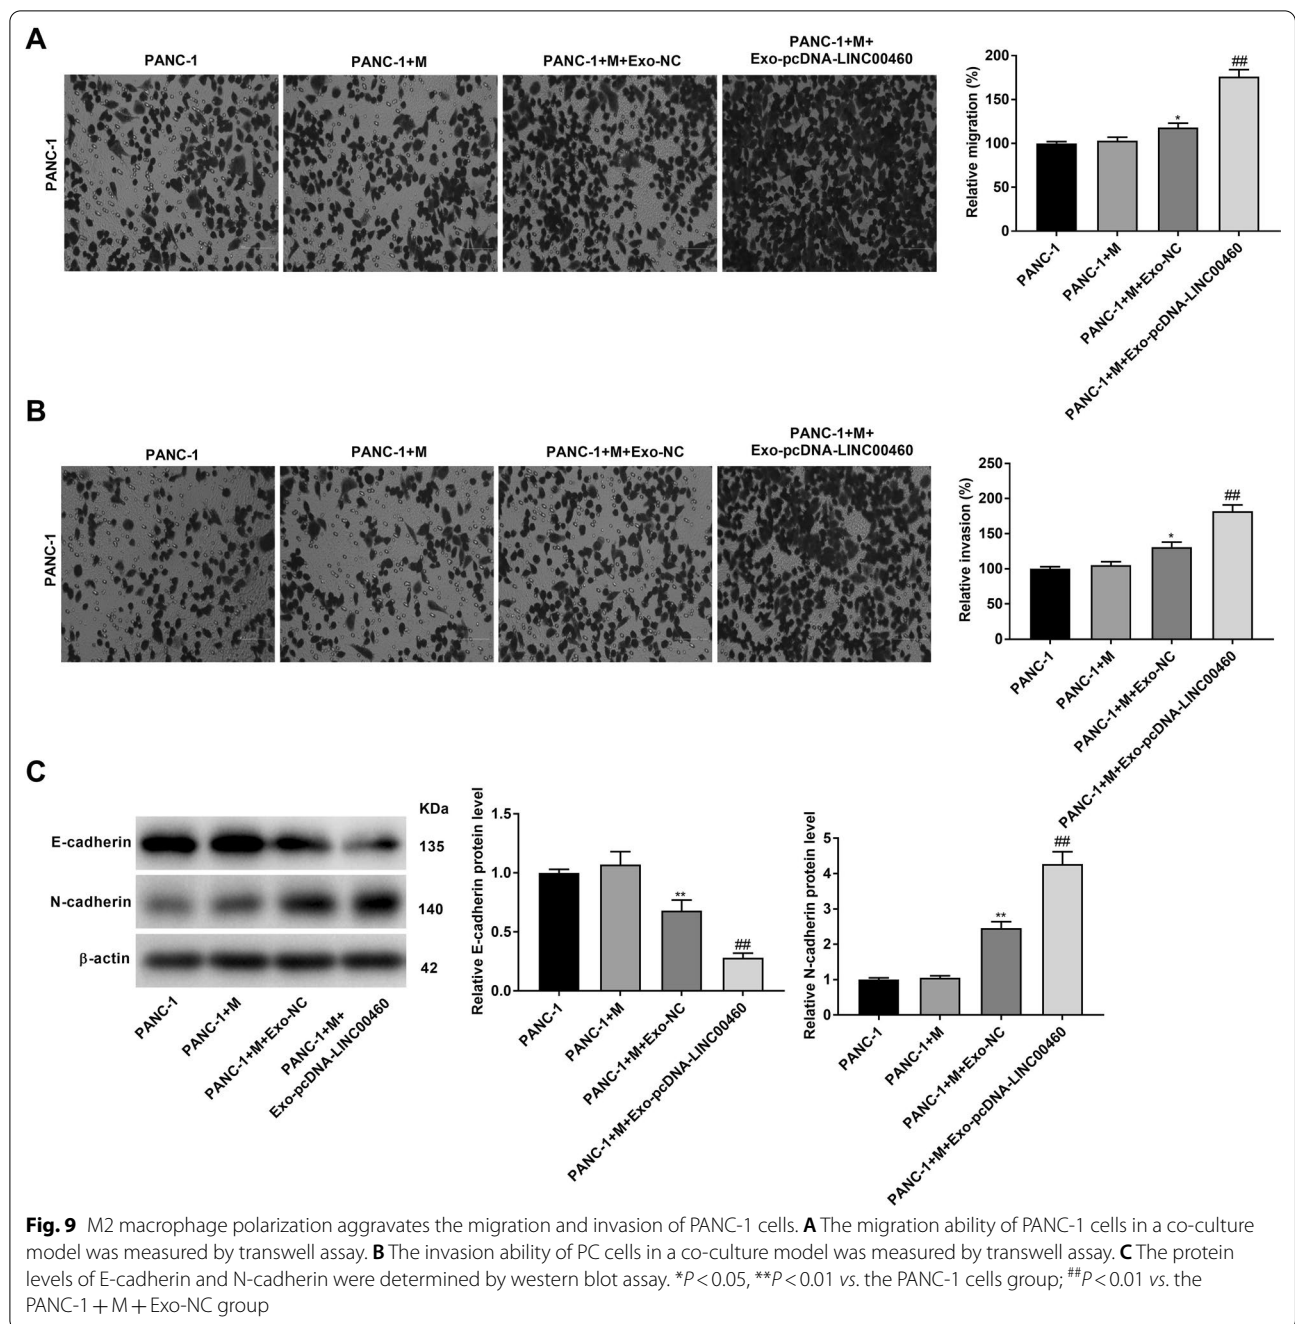 A
PANC-1
PANC-1+M
PANC-1+M+Exo-NC
PANC-1+M+
Exo-pcDNA-LINC00460
PANC-1
Relative migration (%)
200
150
100
50
0
*
##
PANC-1
PANC-1+M
PANC-1+M+Exo-NC
PANC-1+M+Exo-pcDNA-LINC00460
B
PANC-1
PANC-1+M
PANC-1+M+Exo-NC
PANC-1+M+
Exo-pcDNA-LINC00460
PANC-1
Relative invasion (%)
250
200
150
100
50
0
*
##
PANC-1
PANC-1+M
PANC-1+M+Exo-NC
PANC-1+M+Exo-pcDNA-LINC00460
C
KDa
E-cadherin
135
N-cadherin
140
β-actin
42
PANC-1
PANC-1+M
PANC-1+M+Exo-NC
PANC-1+M+
Exo-pcDNA-LINC00460
Relative E-cadherin protein level
1.5
1.0
0.5
0.0
**
##
PANC-1
PANC-1+M
PANC-1+M+Exo-NC
PANC-1+M+Exo-pcDNA-LINC00460
Relative N-cadherin protein level
5
4
3
2
1
0
**
##
PANC-1
PANC-1+M
PANC-1+M+Exo-NC
PANC-1+M+Exo-pcDNA-LINC00460
Fig. 9 M2 macrophage polarization aggravates the migration and invasion of PANC-1 cells. A The migration ability of PANC-1 cells in a co-culture
model was measured by transwell assay. B The invasion ability of PC cells in a co-culture model was measured by transwell assay. C The protein
levels of E-cadherin and N-cadherin were determined by western blot assay. *P < 0.05, **P < 0.01 vs. the PANC-1 cells group; ##P < 0.01 vs. the
PANC-1 + M + Exo-NC group